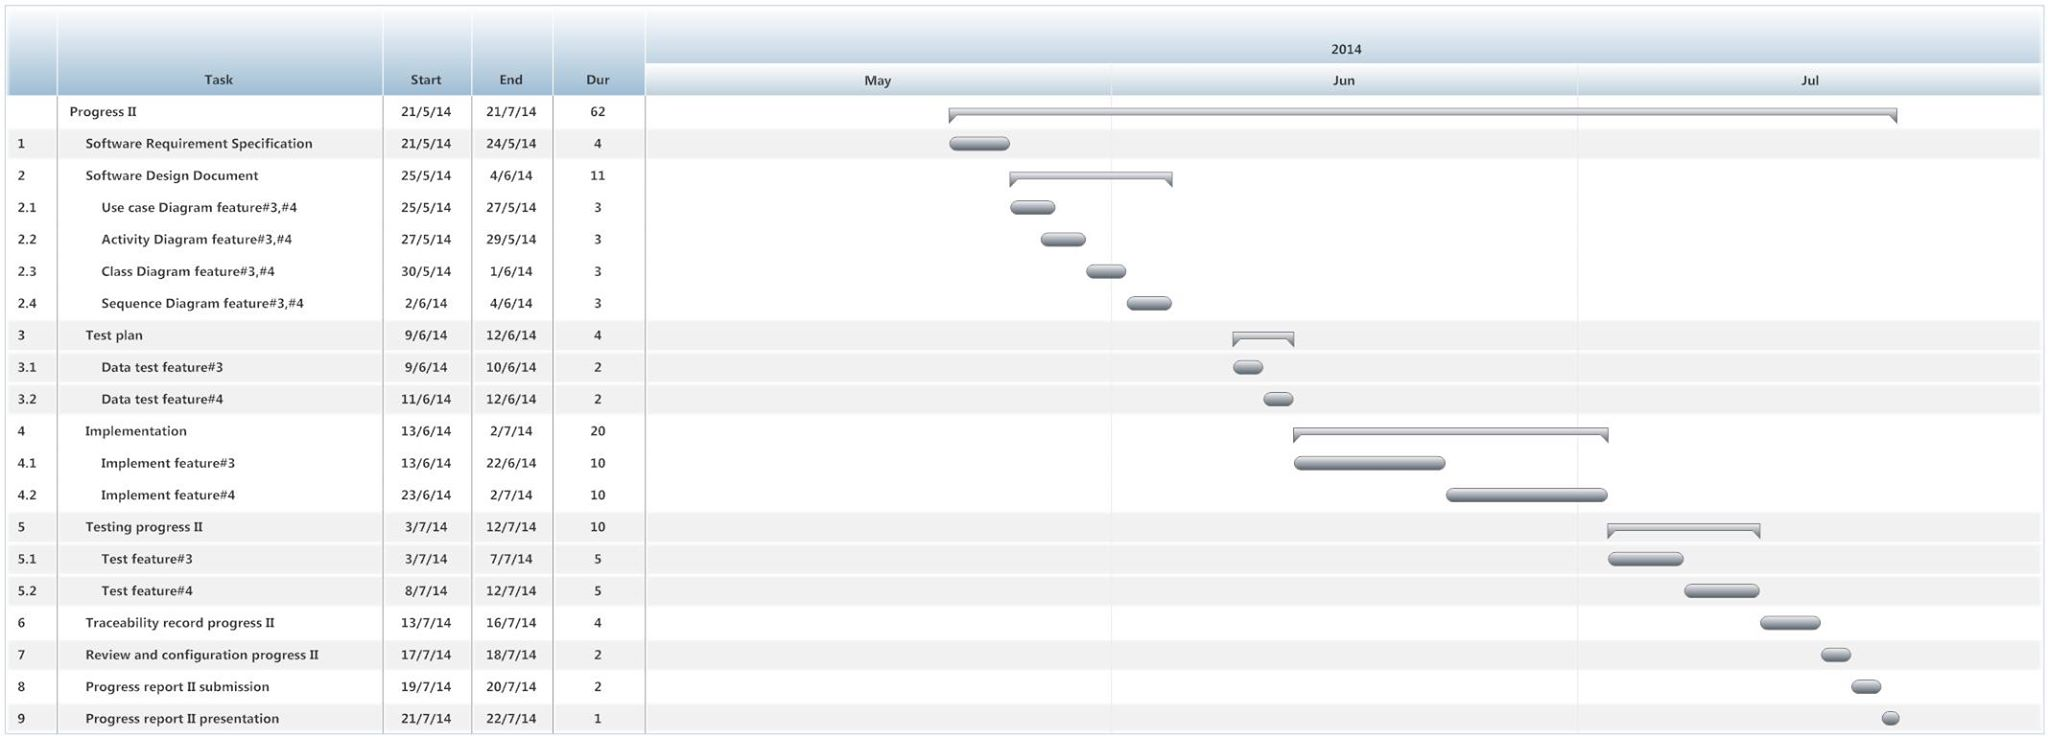 2014
Task Start End Dur May Jun Jul
Progress II 21/5/14 21/7/14 62
1 Software Requirement Specification 21/5/14 24/5/14 4
2 Software Design Document 25/5/14 4/6/14 11
2.1 Use case Diagram feature#3,#4 25/5/14 27/5/14 3
2.2 Activity Diagram feature#3,#4 27/5/14 29/5/14 3
2.3 Class Diagram feature#3,#4 30/5/14 1/6/14 3
2.4 Sequence Diagram feature#3,#4 2/6/14 4/6/14 3
3 Test plan 9/6/14 12/6/14 4
3.1 Data test feature#3 9/6/14 10/6/14 2
3.2 Data test feature#4 11/6/14 12/6/14 2
4 Implementation 13/6/14 2/7/14 20
4.1 Implement feature#3 13/6/14 22/6/14 10
4.2 Implement feature#4 23/6/14 2/7/14 10
5 Testing progress II 3/7/14 12/7/14 10
5.1 Test feature#3 3/7/14 7/7/14 5
5.2 Test feature#4 8/7/14 12/7/14 5
6 Traceability record progress II 13/7/14 16/7/14 4
7 Review and configuration progress II 17/7/14 18/7/14 2
8 Progress report II submission 19/7/14 20/7/14 2
9 Progress report II presentation 21/7/14 22/7/14 1